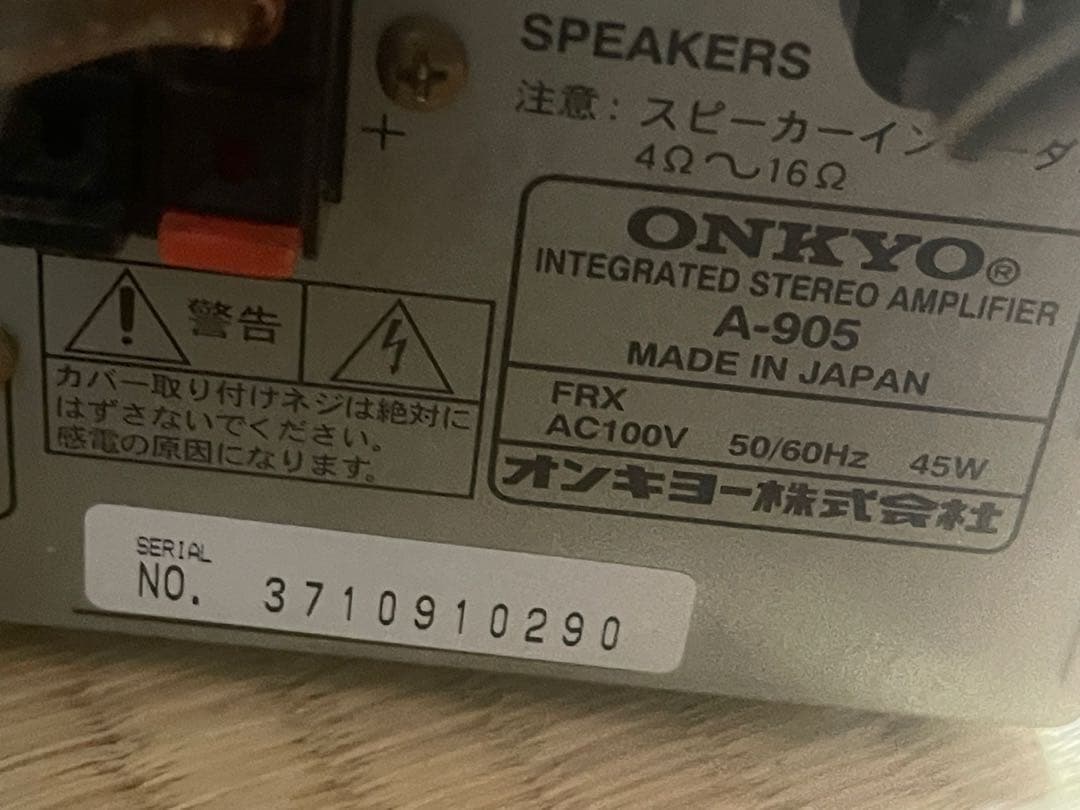 SPEAKERS
注意: スピーカーイン ーダ
4Ω〜16Ω
+
ONKYO®
INTEGRATED STEREO AMPLIFIER
A-905
MADE IN JAPAN
FRX
AC100V 50/60Hz 45W
オンキヨー株式会社
警告
カバー取り付けネジは絶対に
はずさないでください。
感電の原因になります。
SERIAL
NO. 3710910290